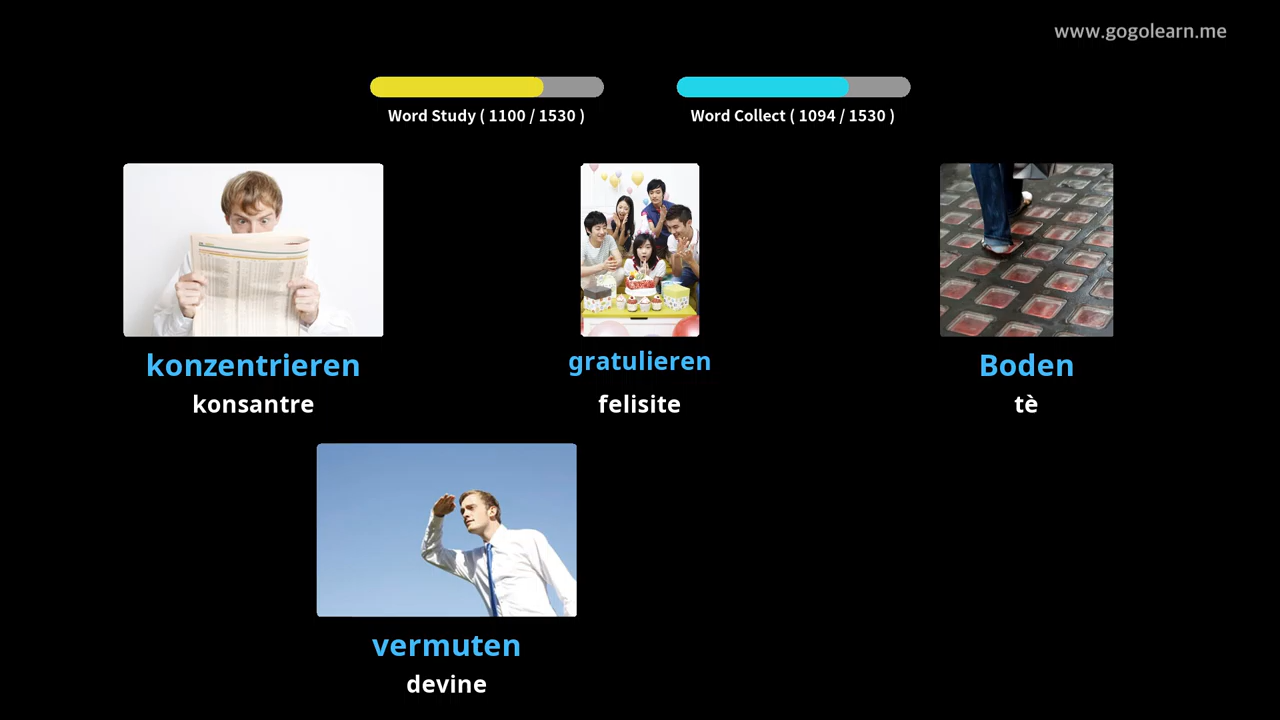 www.gogolearn.me
Word Study ( 1100 / 1530 )
Word Collect ( 1094 / 1530 )
konzentrieren
konsantre
gratulieren
felisite
Boden
tè
vermuten
devine